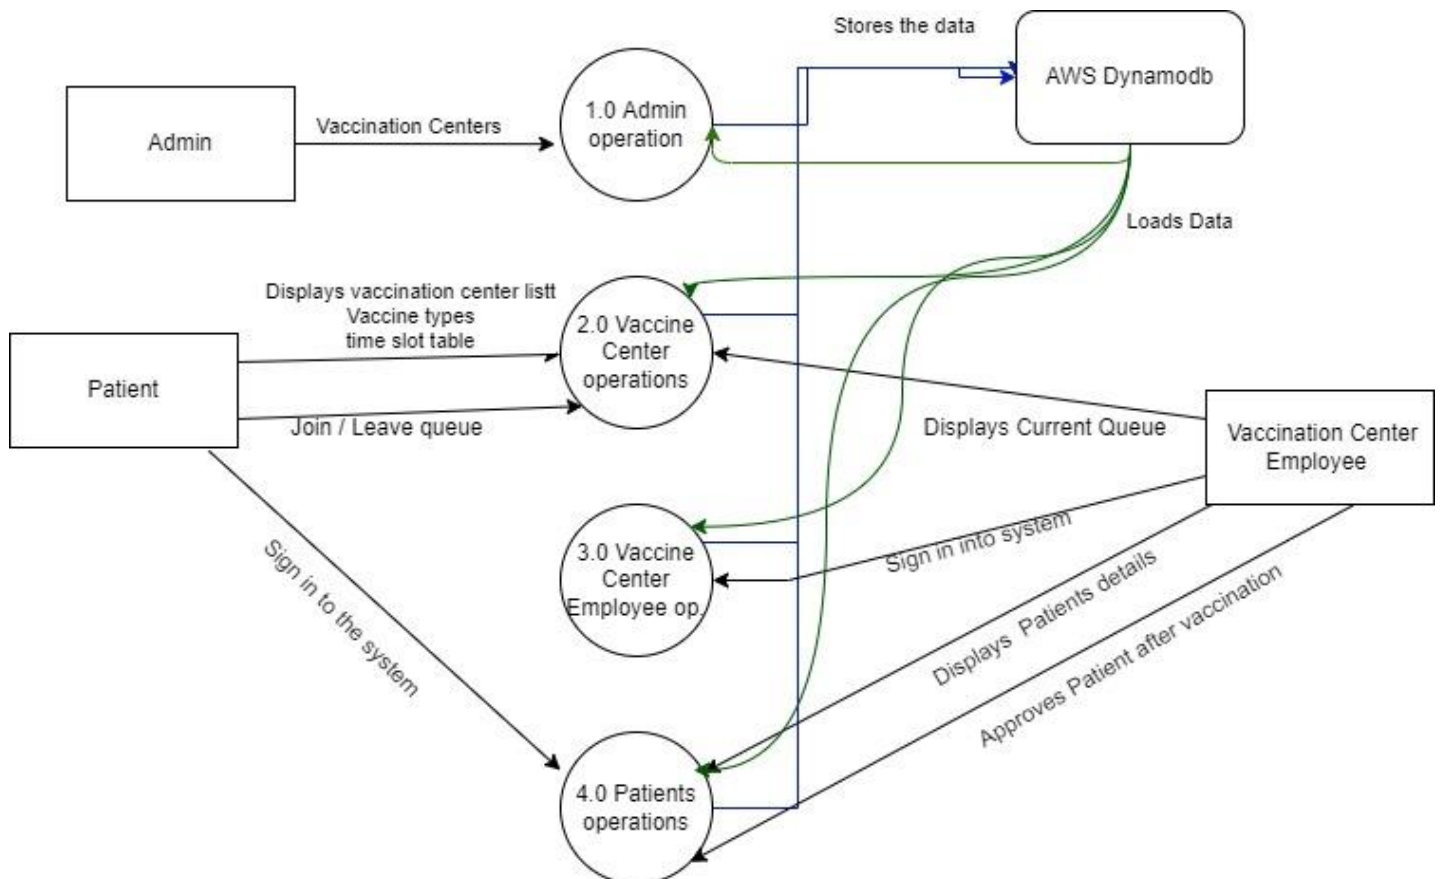 Stores the data
AWS Dynamodb
Admin
Vaccination Centers
1.0 Admin
operation
Loads Data
Displays vaccination center listt
Vaccine types
time slot table
2.0 Vaccine
Center
operations
Patient
Join / Leave queue
Displays Current Queue
Vaccination Center
Employee
Sign in into system
3.0 Vaccine
Center
Employee op.
Sign in to the system
Displays Patients details
Approves Patient after vaccination
4.0 Patients
operations